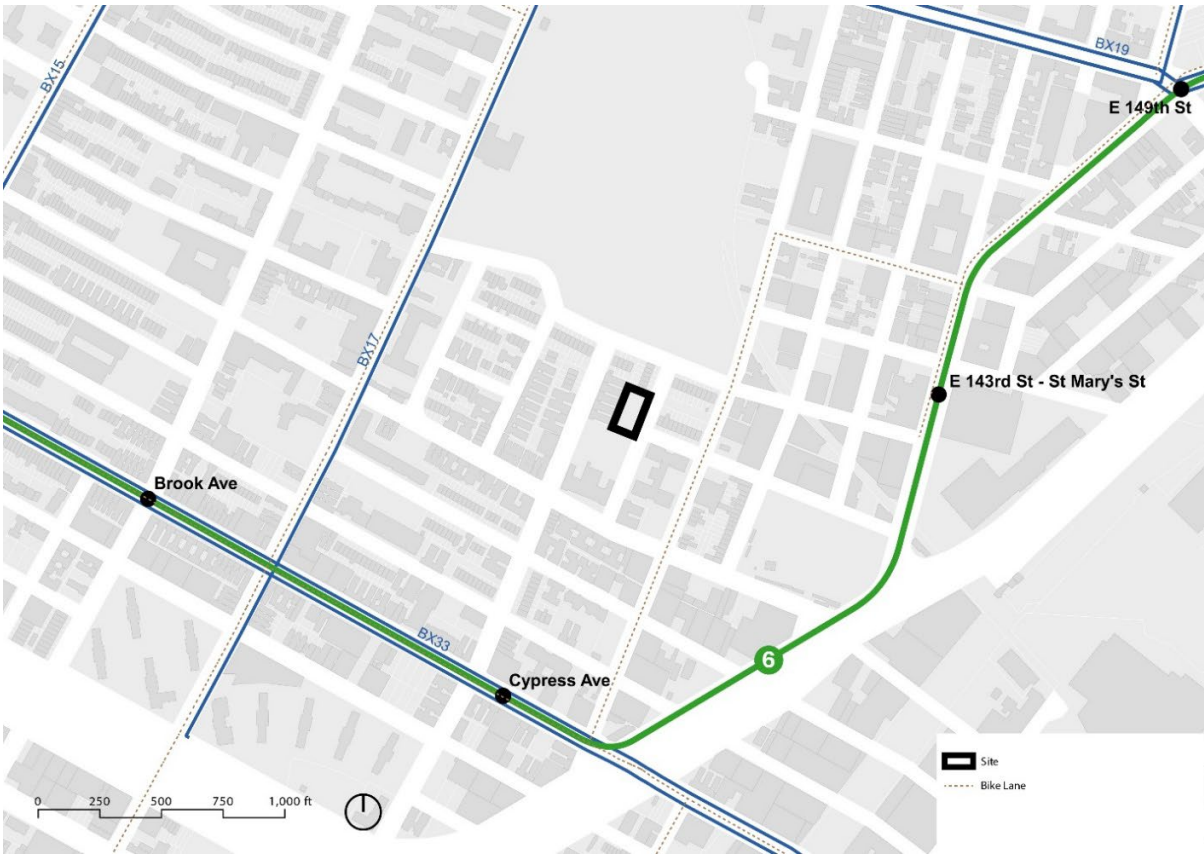 BX19
E 149th St
BX15
BX17
E 143rd St - St Mary's St
Brook Ave
BX33
6
Cypress Ave
Site
Bike Lane
0 250 500 750 1,000 ft